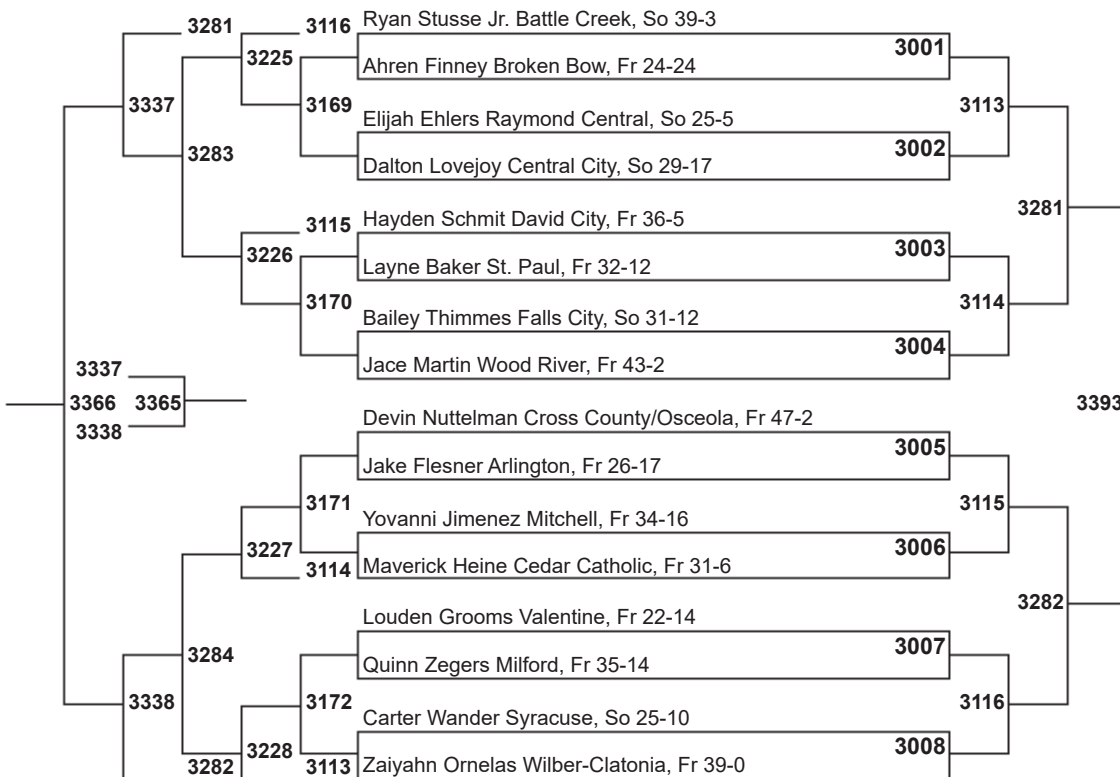 3281 3116 Ryan Stusse Jr. Battle Creek, So 39-3
3001
3225
Ahren Finney Broken Bow, Fr 24-24
3337 3169 3113
Elijah Ehlers Raymond Central, So 25-5
3283 3002
Dalton Lovejoy Central City, So 29-17
3281
3115 Hayden Schmit David City, Fr 36-5
3226 3003
Layne Baker St. Paul, Fr 32-12
3170 3114
Bailey Thimmes Falls City, So 31-12
3004
Jace Martin Wood River, Fr 43-2
3337
3366 3365 3393
3338
Devin Nuttelman Cross County/Osceola, Fr 47-2
3005
Jake Flesner Arlington, Fr 26-17
3171 3115
Yovanni Jimenez Mitchell, Fr 34-16
3227 3006
3114 Maverick Heine Cedar Catholic, Fr 31-6
3282
Louden Grooms Valentine, Fr 22-14
3284 3007
Quinn Zegers Milford, Fr 35-14
3338 3172 3116
Carter Wander Syracuse, So 25-10
3228 3008
3282 3113 Zaiyahn Ornelas Wilber-Clatonia, Fr 39-0